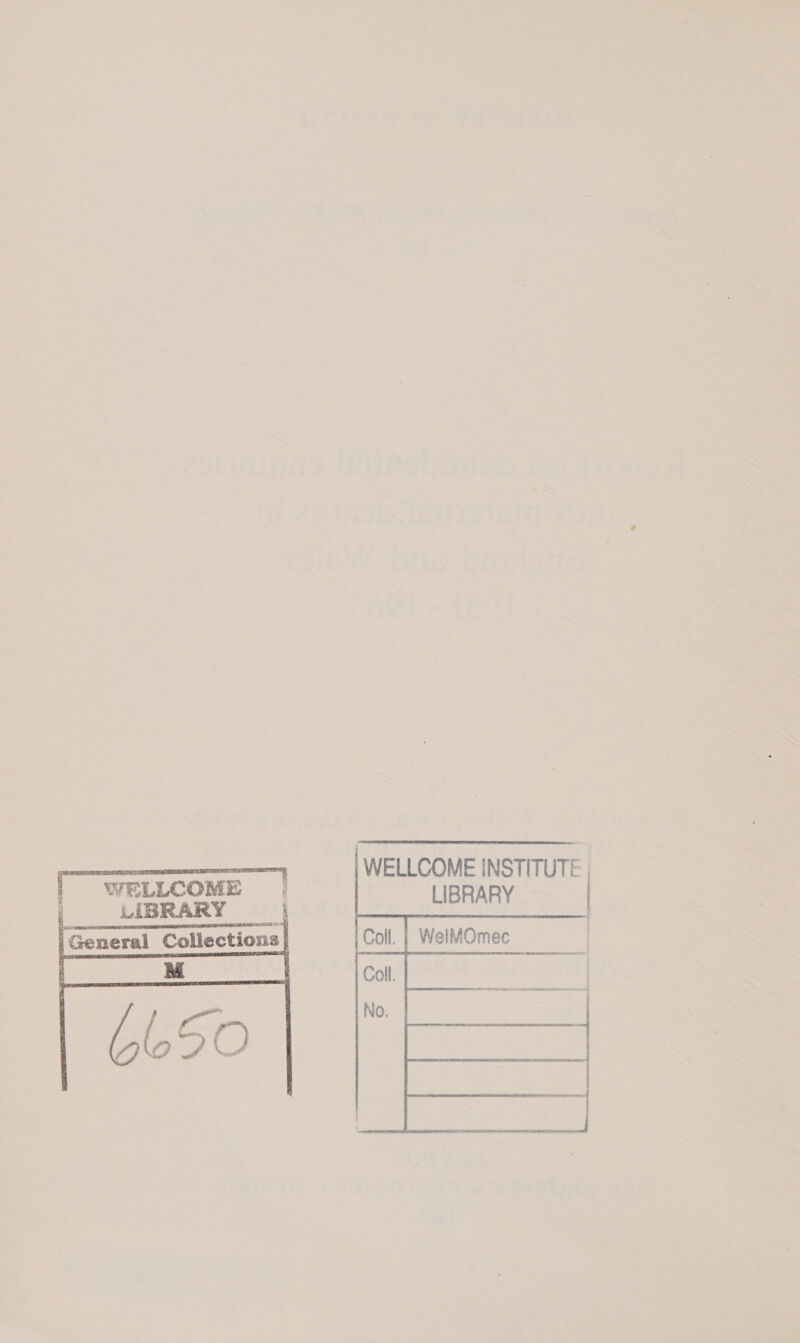 WELLCOME
LIBRARY
General Collections
M
6650
WELLCOME INSTITUTE
LIBRARY
Coll. WelMOmec
Coll.
No.